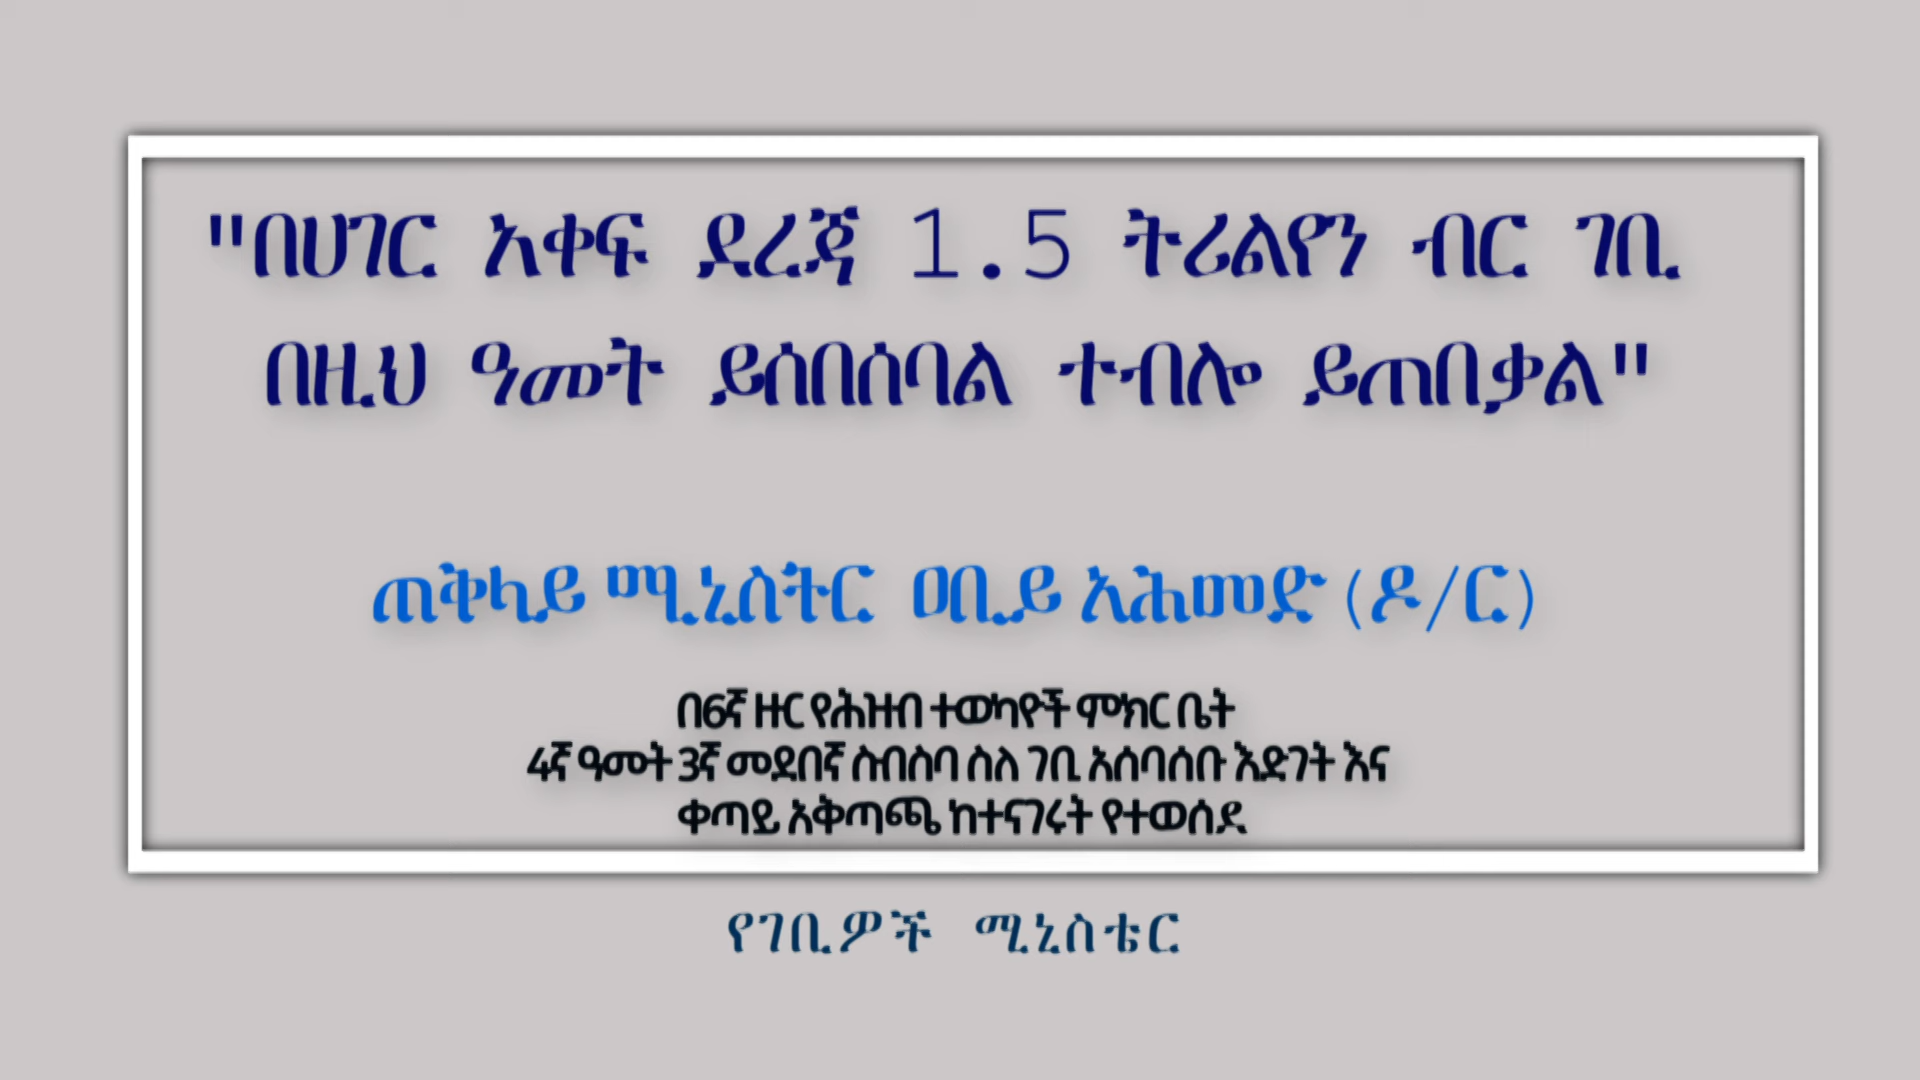 "በሀገር አቀፍ ደረጃ 1.5 ትሪልየን ብር ገቢ
በዚህ ዓመት ይሰበሰባል ተብሎ ይጠበቃል"
ጠቅላይ ሚኒስትር ዐቢይ አሕመድ(ዶ/ር)
በ6ኛ ዙር የሕዝብ ተወካዮች ምክር ቤት
4ኛ ዓመት 3ኛ መደበኛ ስብስባ ስለ ገቢ አሰባሰቡ እድገት እና
ቀጣይ አቅጣጫ ከተናገሩት የተወሰደ
የገቢዎች ሚኒስቴር